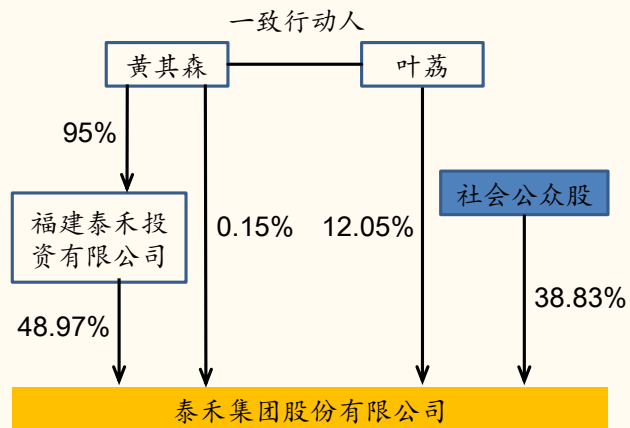 一致行动人
黄其森
叶荔
95%
社会公众股
福建泰禾投
资有限公司
0.15%
12.05%
38.83%
48.97%
泰禾集团股份有限公司